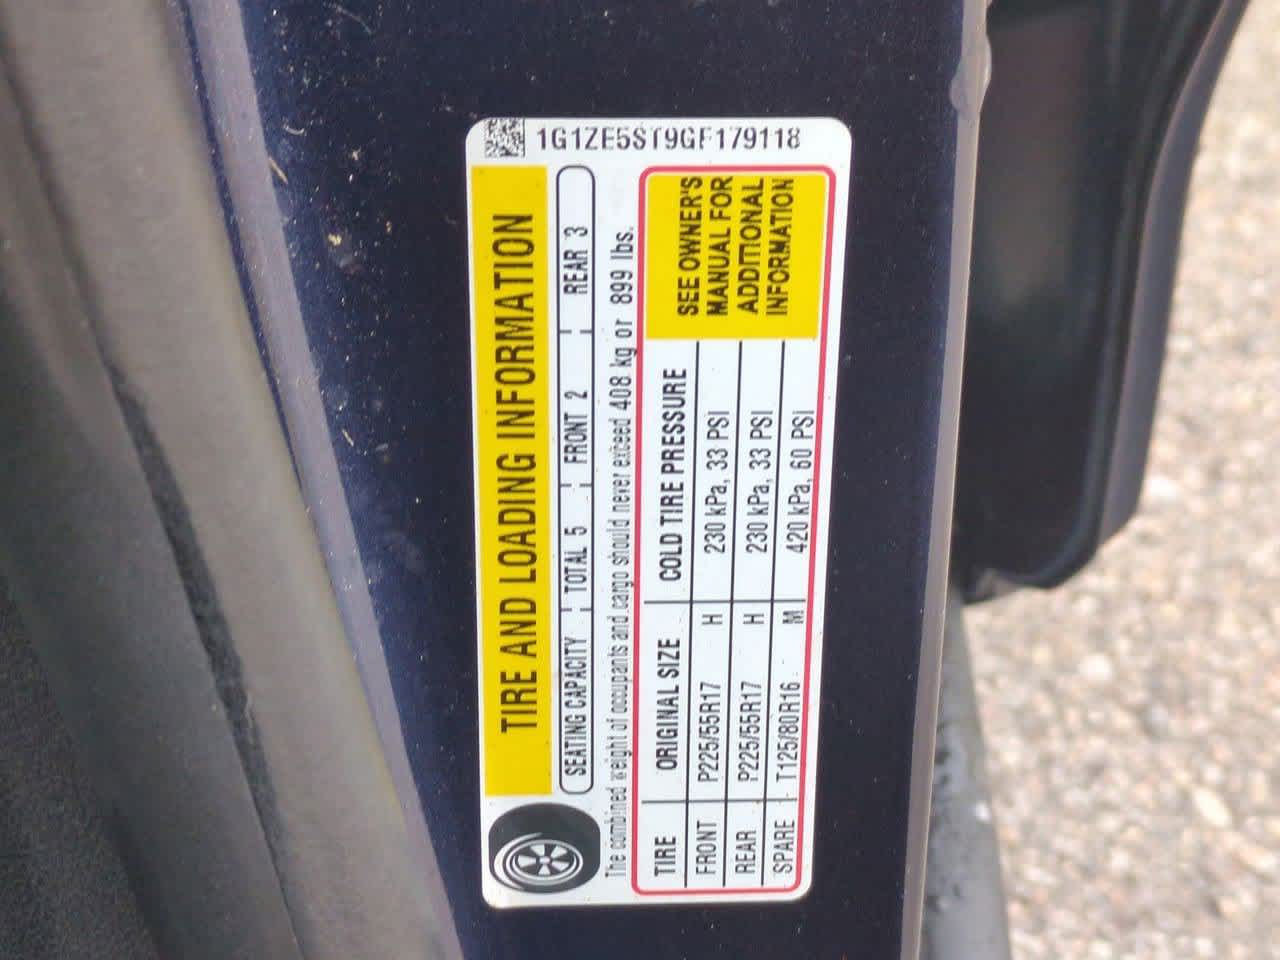 1G1ZE5ST9GF179118
TIRE AND LOADING INFORMATION
SEATING CAPACITY TOTAL 5 FRONT 2 REAR 3
The combined weight of occupants and cargo should never exceed 408 kg or 899 lbs.
TIRE ORIGINAL SIZE COLD TIRE PRESSURE
FRONT P225/55R17 H 230 kPa, 33 PSI
REAR P225/55R17 H 230 kPa, 33 PSI
SPARE T125/80R16 M 420 kPa, 60 PSI
SEE OWNER'S
MANUAL FOR
ADDITIONAL
INFORMATION